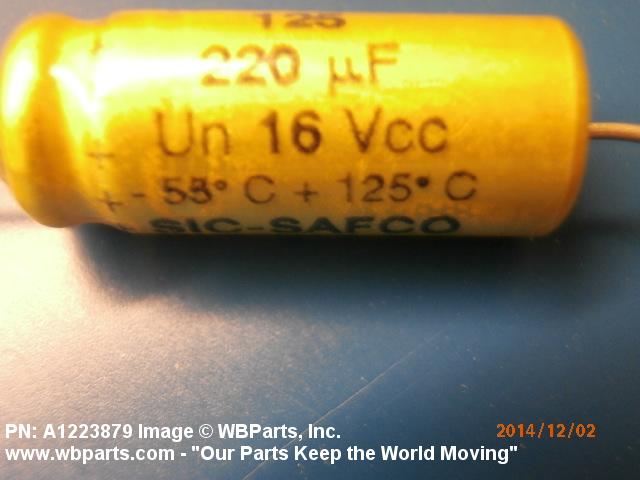 125
220 µF
Un 16 Vcc
- 55° C + 125° C
SIC-SAFCO
PN: A1223879 Image © WBParts, Inc.
2014/12/02
www.wbparts.com - "Our Parts Keep the World Moving"